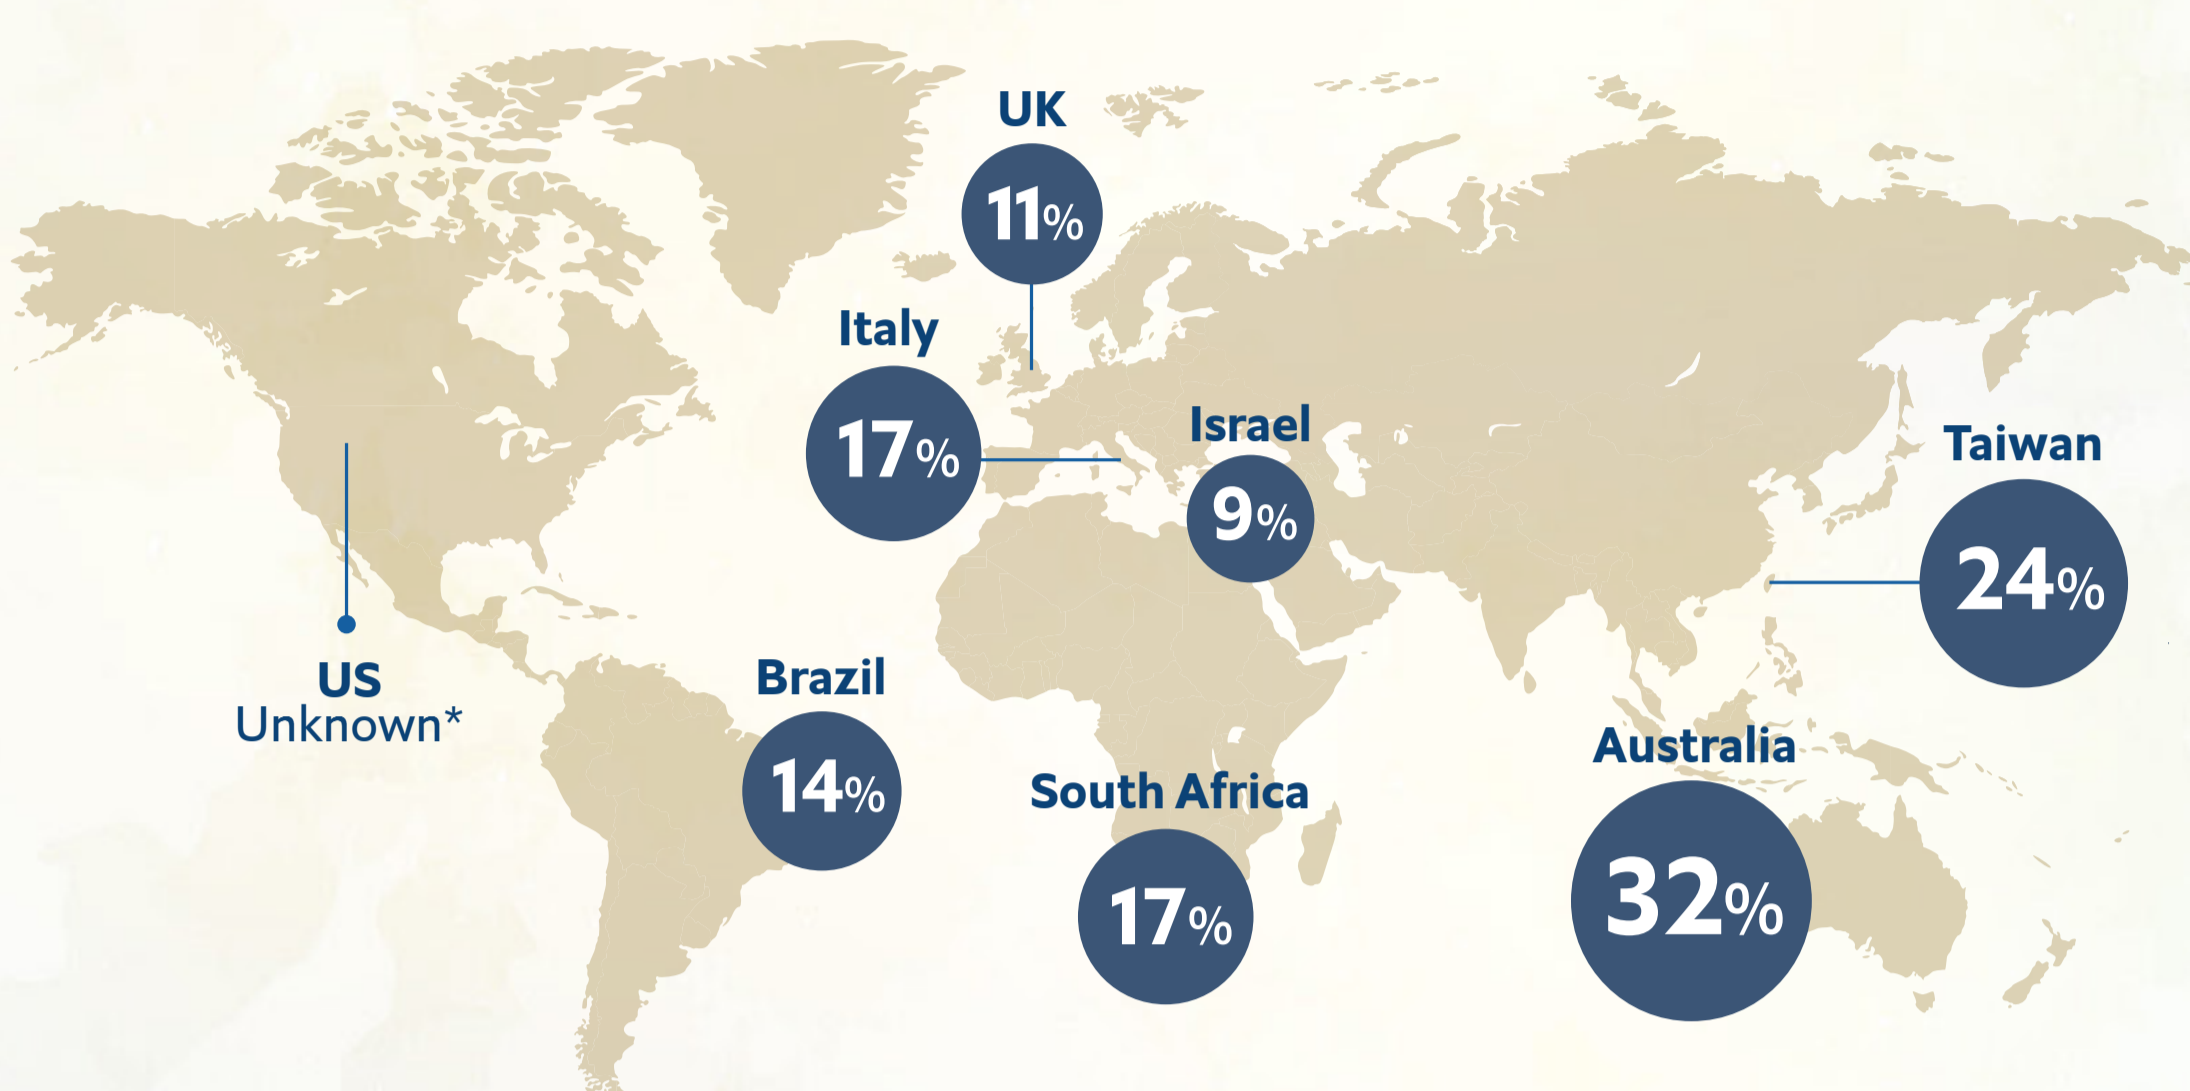 UK
11%
Italy
17%
Israel
9%
Taiwan
24%
US
Unknown*
Brazil
14%
South Africa
17%
Australia
32%